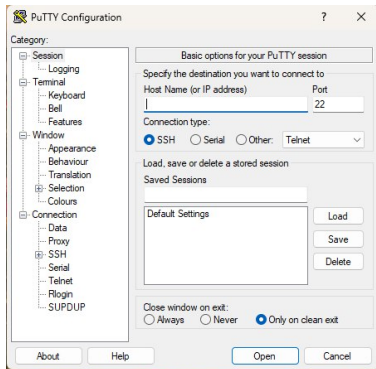 PuTTY Configuration
? ×
Category:
Session
Logging
Terminal
Keyboard
Bell
Features
Window
Appearance
Behaviour
Translation
Selection
Colours
Connection
Data
Proxy
SSH
Serial
Telnet
Rlogin
SUPDUP
Basic options for your PuTTY session
Specify the destination you want to connect to
Host Name (or IP address) Port
22
Connection type:
SSH Serial Other: Telnet
Load, save or delete a stored session
Saved Sessions
Default Settings
Load
Save
Delete
Close window on exit:
Always Never Only on clean exit
About Help Open Cancel